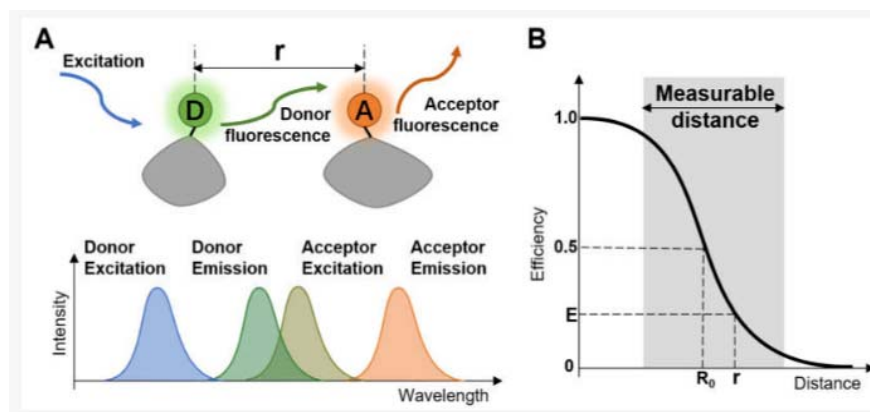 A
r
Excitation
D
A
Donor
fluorescence
Acceptor
fluorescence
Donor
Excitation
Donor
Emission
Acceptor
Excitation
Acceptor
Emission
Intensity
Wavelength
B
Measurable
distance
1.0
0.5
E
0
Efficiency
R₀
r
Distance